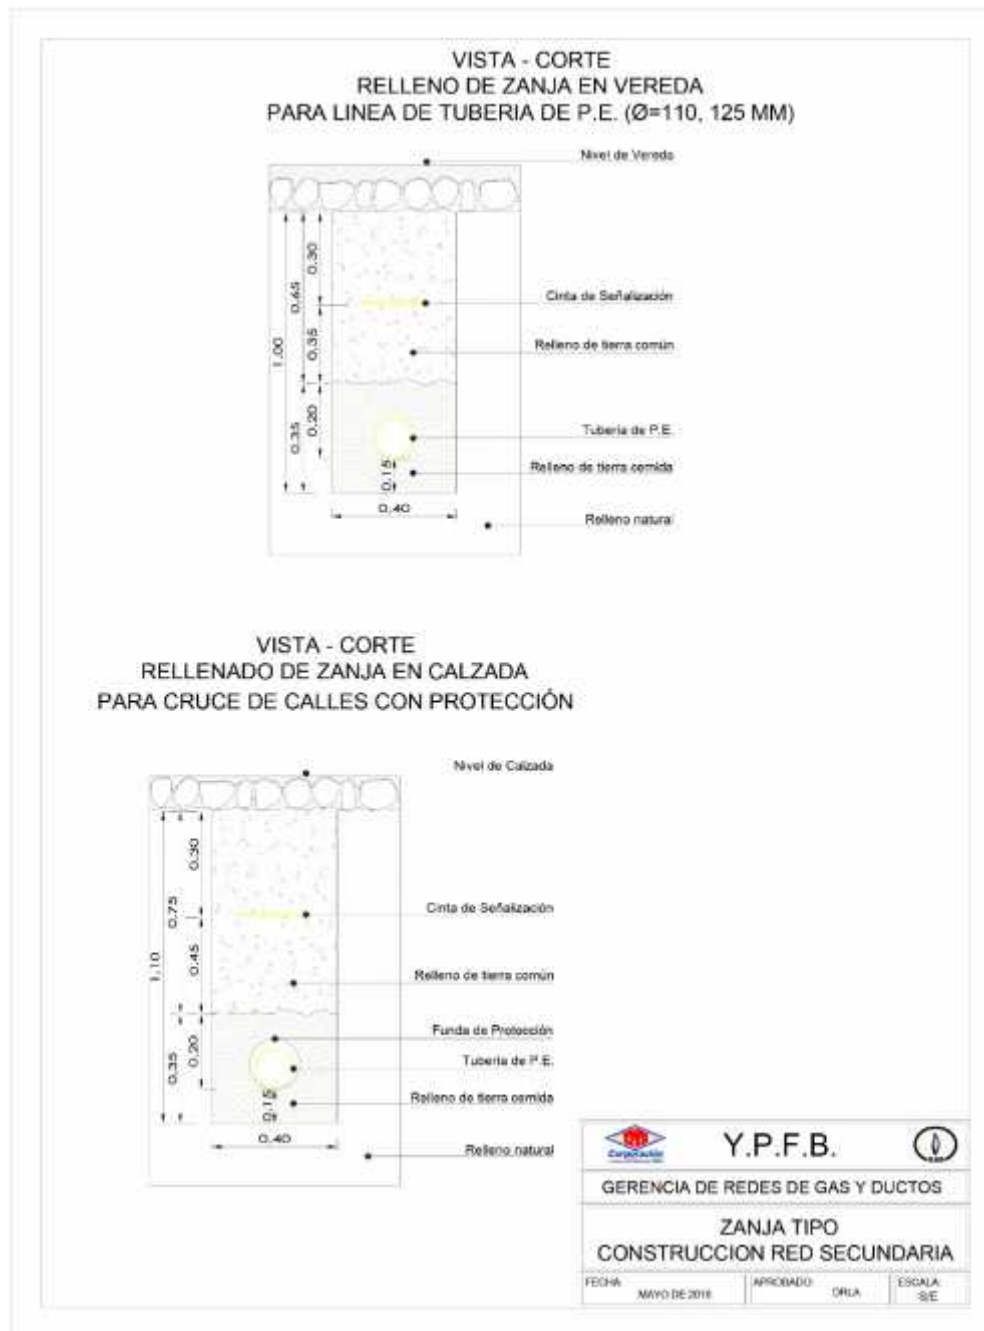 VISTA - CORTE
RELLENO DE ZANJA EN VEREDA
PARA LINEA DE TUBERIA DE P.E. (Ø=110, 125 MM)
Nivel de Vereda
Cinta de Señalización
Relleno de tierra común
Tubería de P.E.
Relleno de tierra cernida
Relleno natural
0.30
0.65
0.35
1.00
0.20
0.35
0.15
0.40
VISTA - CORTE
RELLENADO DE ZANJA EN CALZADA
PARA CRUCE DE CALLES CON PROTECCIÓN
Nivel de Calzada
Cinta de Señalización
Relleno de tierra común
Funda de Protección
Tubería de P.E.
Relleno de tierra cernida
Relleno natural
0.30
0.75
0.45
1.10
0.20
0.35
0.15
0.40
Corporación
Y.P.F.B.
GERENCIA DE REDES DE GAS Y DUCTOS
ZANJA TIPO
CONSTRUCCION RED SECUNDARIA
FECHA:
MAYO DE
APROBADO:
DRLA
ESCALA:
S/E